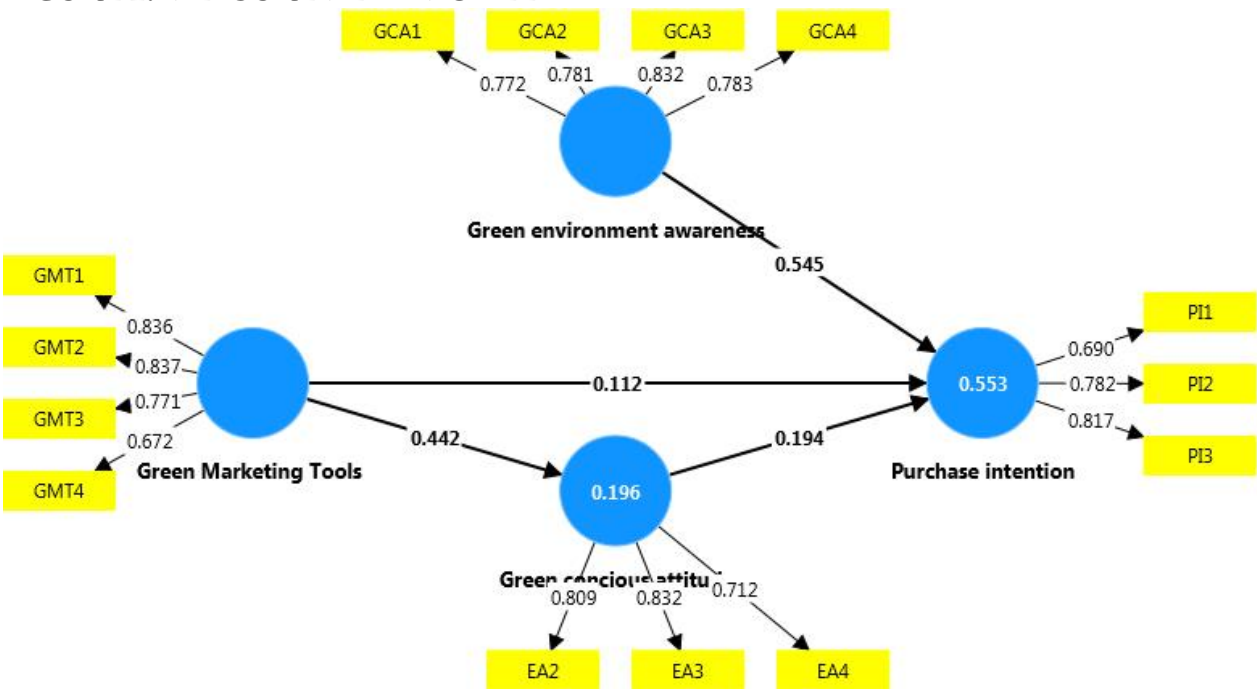 GCA1 GCA2 GCA3 GCA4
0.772 0.781 0.832 0.783
Green environment awareness
0.545
GMT1
0.836
GMT2
0.837
GMT3
0.771
GMT4
0.672
Green Marketing Tools
0.112
0.442
0.194
0.553
Purchase intention
PI1
0.690
PI2
0.782
PI3
0.817
0.196
Green concious attitu
0.809 0.832 0.712
EA2 EA3 EA4